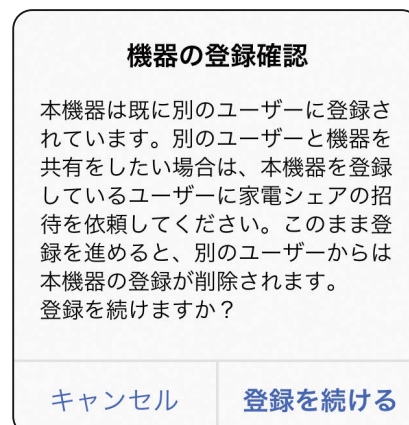 機器の登録確認
本機器は既に別のユーザーに登録さ
れています。別のユーザーと機器を
共有をしたい場合は、本機器を登録
しているユーザーに家電シェアの招
待を依頼してください。このまま登
録を進めると、別のユーザーからは
本機器の登録が削除されます。
登録を続けますか？
キャンセル 登録を続ける